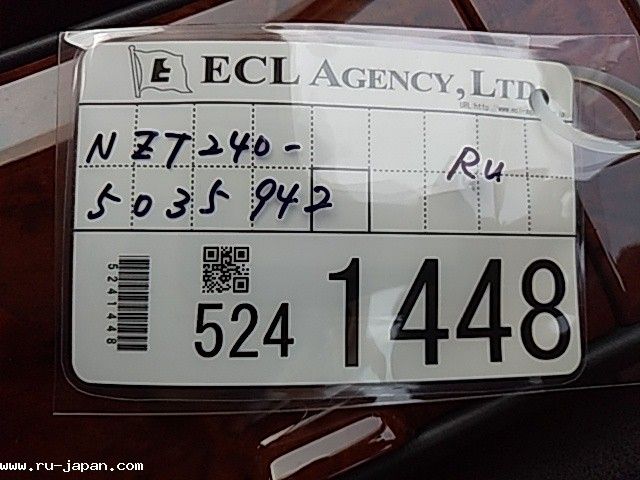 E ECL AGENCY, LTD
NZT240-
5035942
Ru
5241448
524 1448
www.ru-japan.com